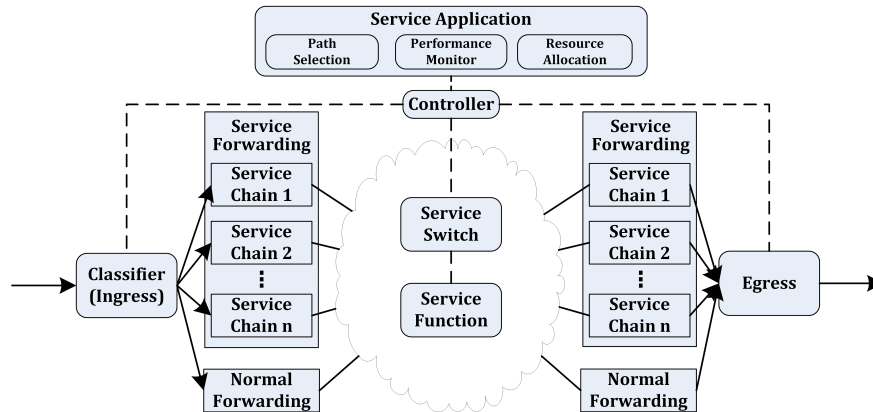 Service Application
Path
Selection
Performance
Monitor
Resource
Allocation
Controller
Service
Forwarding
Service
Chain 1
Service
Chain 2
Service
Chain n
Normal
Forwarding
Classifier
(Ingress)
Service
Switch
Service
Function
Service
Forwarding
Service
Chain 1
Service
Chain 2
Service
Chain n
Normal
Forwarding
Egress